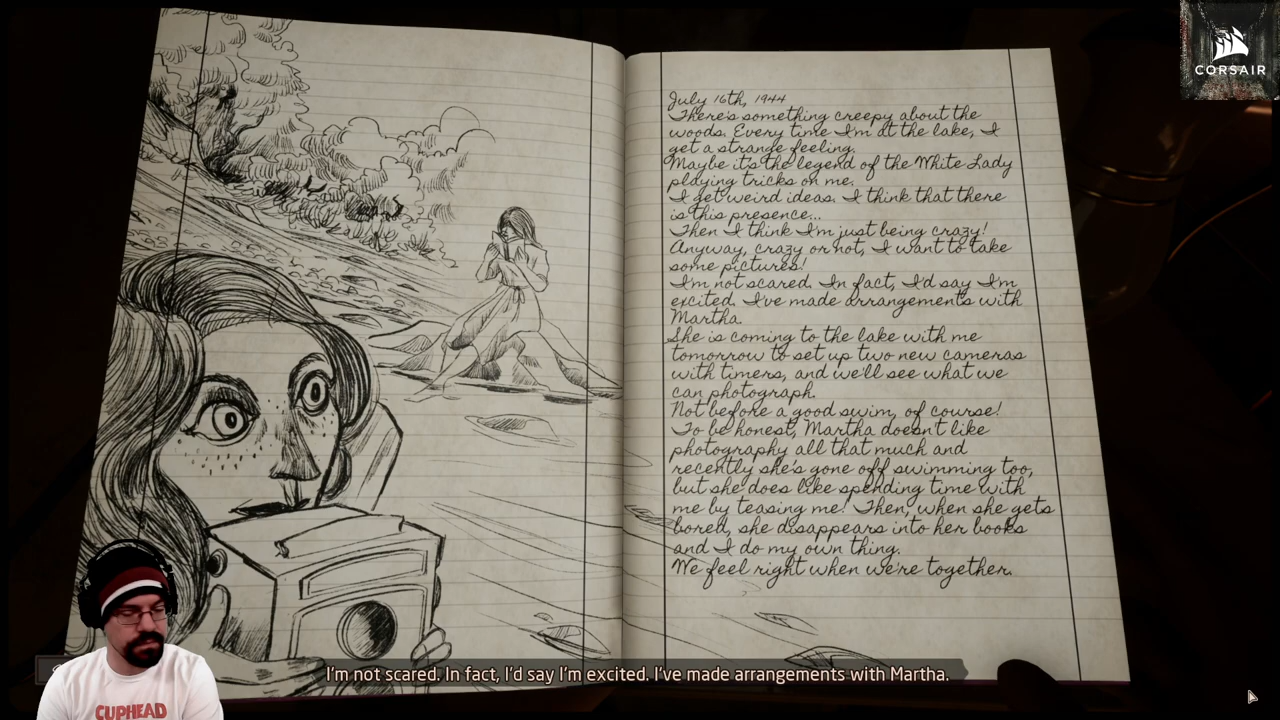 CORSAIR
July 16th, 1944
There's something creepy about the
woods. Every time I'm at the lake, I
get a strange feeling.
Maybe it's the legend of the White Lady
playing tricks on me.
I get weird ideas. I think that there
is this presence...
Then I think I'm just being crazy!
Anyway, crazy or not, I want to take
some pictures!
I'm not scared. In fact, I'd say I'm
excited. I've made arrangements with
Martha.
She is coming to the lake with me
tomorrow to set up two new cameras
with timers, and we'll see what we
can photograph.
Not before a good swim, of course!
To be honest, Martha doesn't like
photography all that much and
recently she's gone off swimming too,
but she does like spending time with
me by teasing me! Then, when she gets
bored, she disappears into her books
and I do my own thing.
We feel right when we're together.
I'm not scared. In fact, I'd say I'm excited. I've made arrangements with Martha.
CUPHEAD